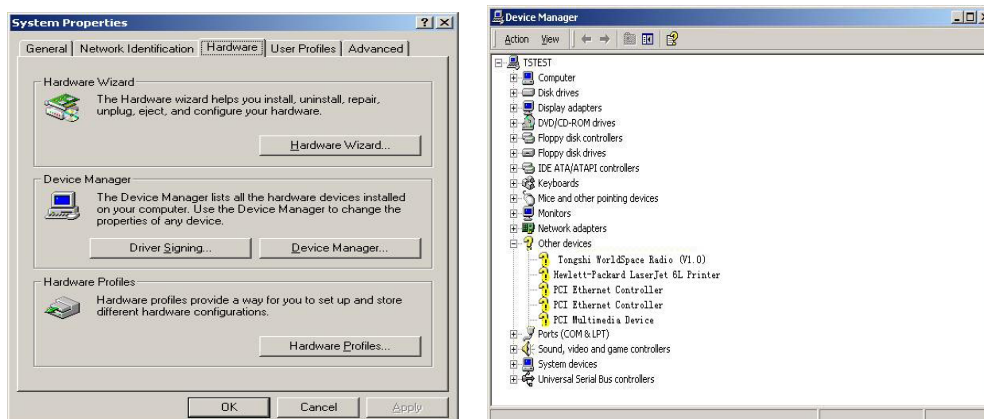 System Properties
General Network Identification Hardware User Profiles Advanced
Hardware Wizard
The Hardware wizard helps you install, uninstall, repair,
unplug, eject, and configure your hardware.
Hardware Wizard...
Device Manager
The Device Manager lists all the hardware devices installed
on your computer. Use the Device Manager to change the
properties of any device.
Driver Signing... Device Manager...
Hardware Profiles
Hardware profiles provide a way for you to set up and store
different hardware configurations.
Hardware Profiles...
OK Cancel Apply
Device Manager
Action View
TSTEST
Computer
Disk drives
Display adapters
DVD/CD-ROM drives
Floppy disk controllers
Floppy disk drives
IDE ATA/ATAPI controllers
Keyboards
Mice and other pointing devices
Monitors
Network adapters
Other devices
Tongshi WorldSpace Radio (V1.0)
Hewlett-Packard LaserJet 6L Printer
PCI Ethernet Controller
PCI Ethernet Controller
PCI Multimedia Device
Ports (COM & LPT)
Sound, video and game controllers
System devices
Universal Serial Bus controllers